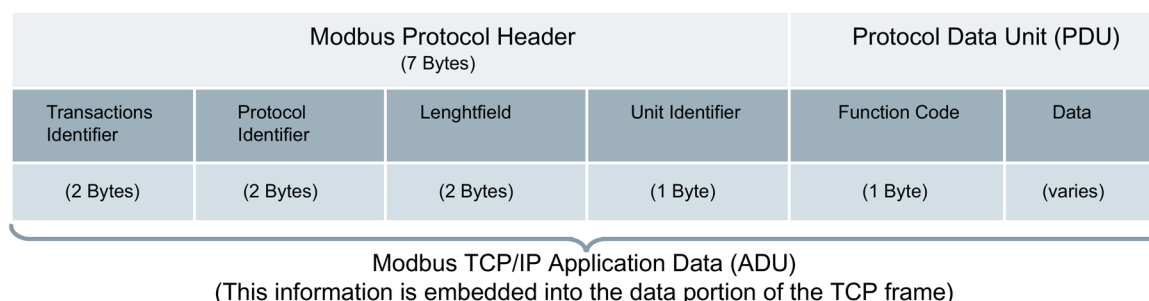 Modbus Protocol Header
(7 Bytes)
Protocol Data Unit (PDU)
Transactions
Identifier
Protocol
Identifier
Lenghtfield
Unit Identifier
Function Code
Data
(2 Bytes)
(2 Bytes)
(2 Bytes)
(1 Byte)
(1 Byte)
(varies)
Modbus TCP/IP Application Data (ADU)
(This information is embedded into the data portion of the TCP frame)